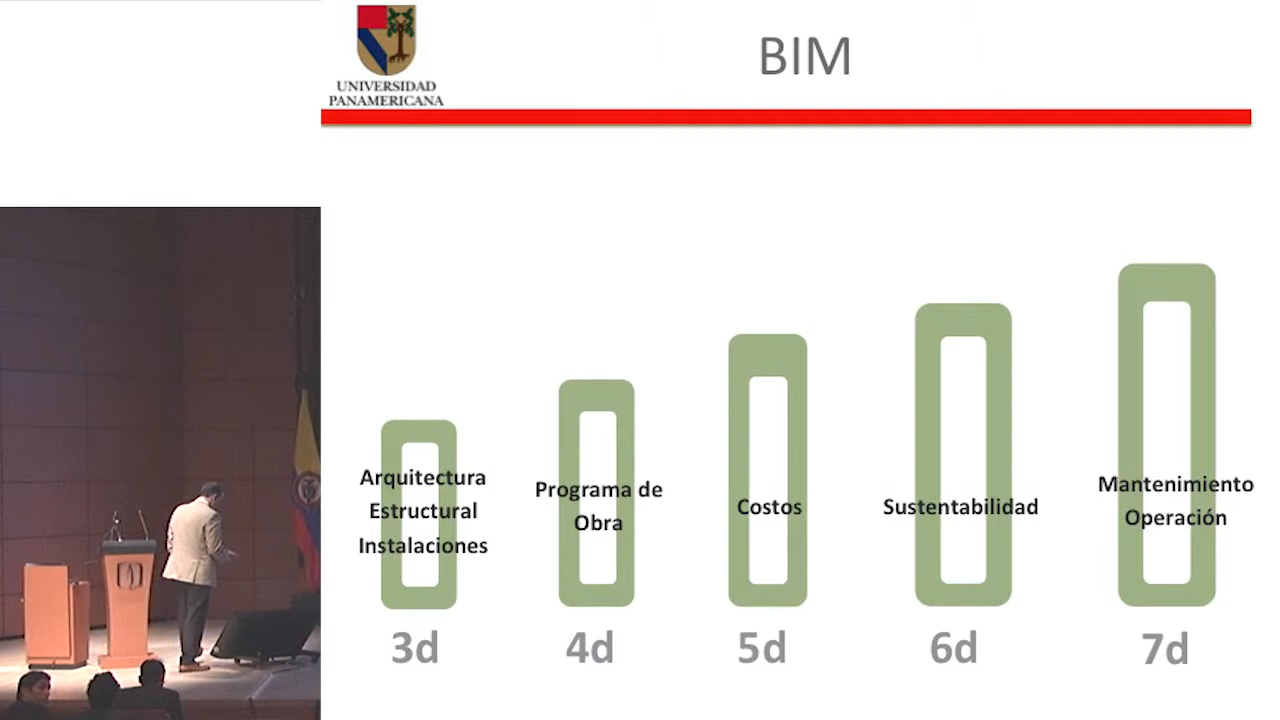 UNIVERSIDAD
PANAMERICANA
BIM
Arquitectura
Estructural
Instalaciones
Programa de
Obra
Costos
Sustentabilidad
Mantenimiento
Operación
3d
4d
5d
6d
7d